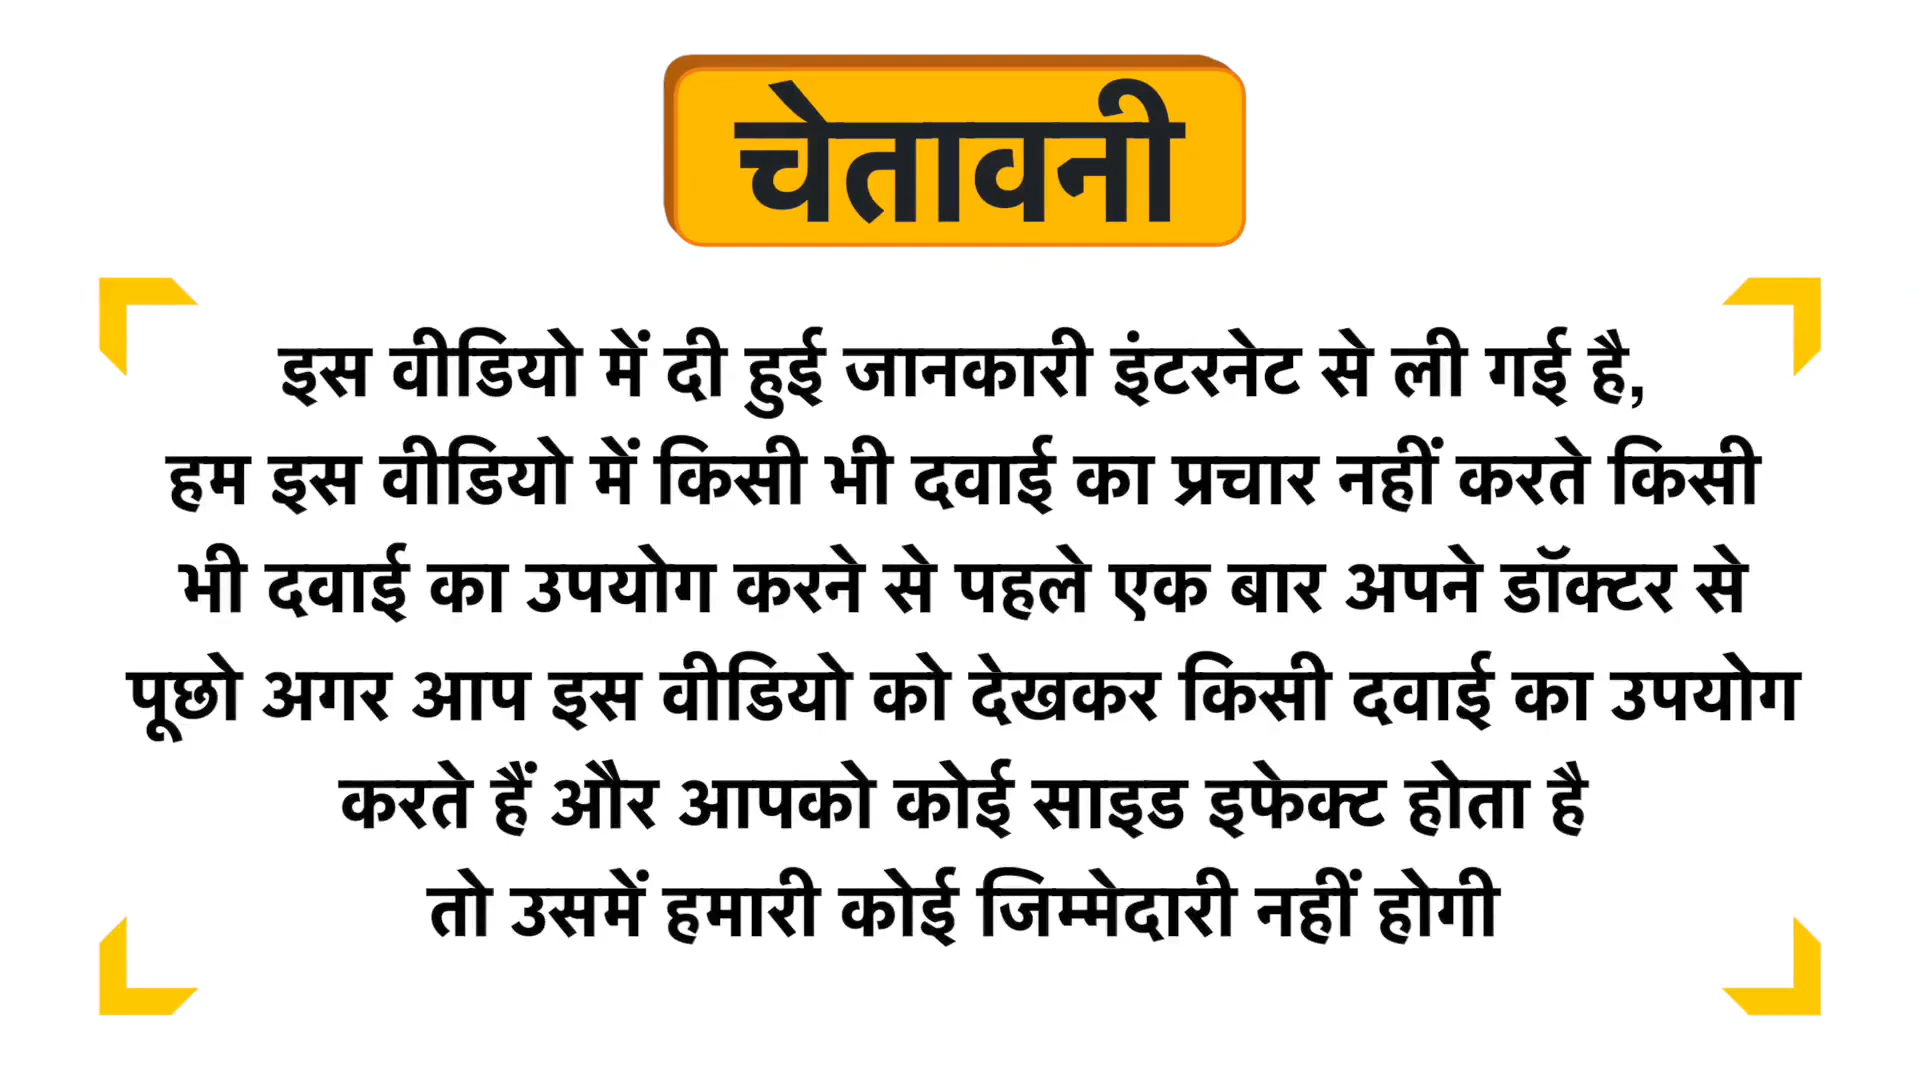 चेतावनी
इस वीडियो में दी हुई जानकारी इंटरनेट से ली गई है,
हम इस वीडियो में किसी भी दवाई का प्रचार नहीं करते किसी
भी दवाई का उपयोग करने से पहले एक बार अपने डॉक्टर से
पूछो अगर आप इस वीडियो को देखकर किसी दवाई का उपयोग
करते हैं और आपको कोई साइड इफेक्ट होता है
तो उसमें हमारी कोई जिम्मेदारी नहीं होगी